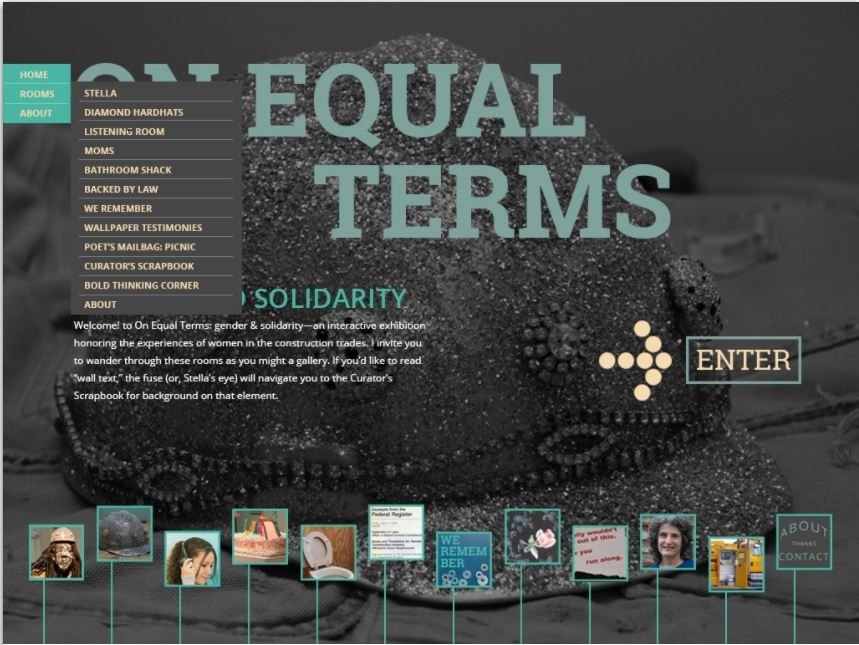 HOME
ROOMS
ABOUT
ON EQUAL
TERMS
STELLA
DIAMOND HARDHATS
LISTENING ROOM
MOMS
BATHROOM SHACK
BACKED BY LAW
WE REMEMBER
WALLPAPER TESTIMONIES
POET'S MAILBAG: PICNIC
CURATOR'S SCRAPBOOK
BOLD THINKING CORNER
ABOUT
SOLIDARITY
Welcome! to On Equal Terms: gender & solidarity—an interactive exhibition
honoring the experiences of women in the construction trades. I invite you
to wander through these rooms as you might a gallery. If you'd like to read
"wall text," the fuse (or, Stella's eye) will navigate you to the Curator's
Scrapbook for background on that element.
ENTER
Federal Register
WE
REMEM
BER
out of this.
you
run along.
ABOUT
THANKS
CONTACT